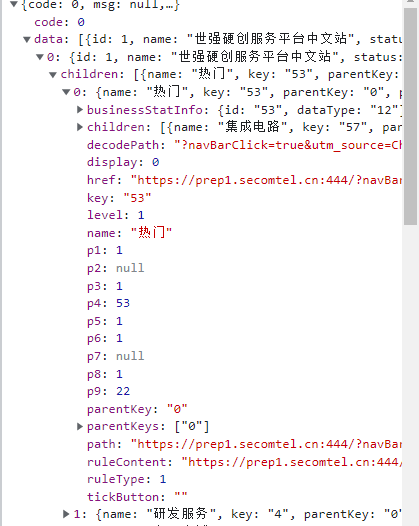 {code: 0, msg: null,…}
code: 0
data: [{id: 1, name: "世强硬创服务平台中文站", status:
0: {id: 1, name: "世强硬创服务平台中文站", status:
children: [{name: "热门", key: "53", parentKey:
0: {name: "热门", key: "53", parentKey: "0", p
businessStatInfo: {id: "53", dataType: "12"}
children: [{name: "集成电路", key: "57", paren
decodePath: "?navBarClick=true&utm_source=Ch
display: 0
href: "https://prep1.secomtel.cn:444/?navBar
key: "53"
level: 1
name: "热门"
p1: 1
p2: null
p3: 1
p4: 53
p5: 1
p6: 1
p7: null
p8: 1
p9: 22
parentKey: "0"
parentKeys: ["0"]
path: "https://prep1.secomtel.cn:444/?navBar
ruleContent: "https://prep1.secomtel.cn:444/
ruleType: 1
tickButton: ""
1: {name: "研发服务", key: "4", parentKey: "0"